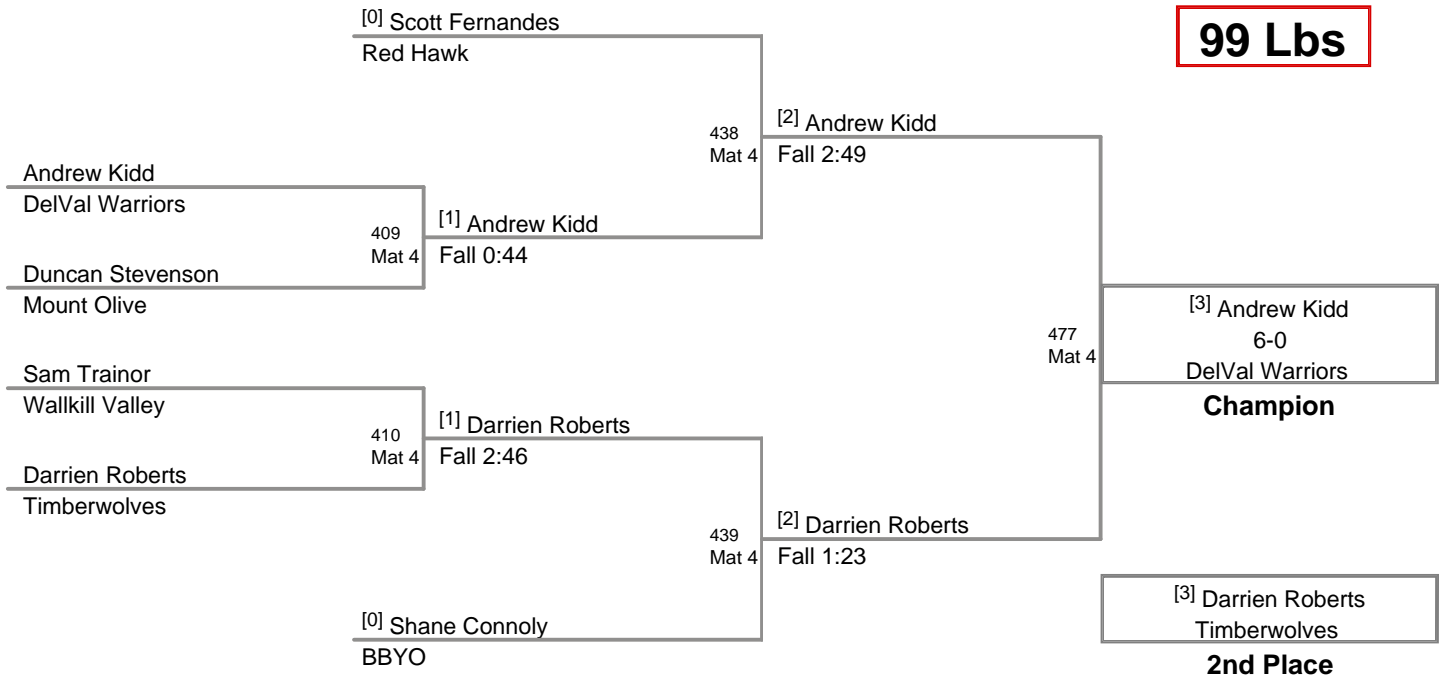 [0] Scott Fernandes
Red Hawk
99 Lbs
438
Mat 4
[2] Andrew Kidd
Fall 2:49
Andrew Kidd
DelVal Warriors
409
Mat 4
[1] Andrew Kidd
Fall 0:44
Duncan Stevenson
Mount Olive
477
Mat 4
[3] Andrew Kidd
6-0
DelVal Warriors
Champion
Sam Trainor
Wallkill Valley
410
Mat 4
[1] Darrien Roberts
Fall 2:46
Darrien Roberts
Timberwolves
439
Mat 4
[2] Darrien Roberts
Fall 1:23
[0] Shane Connoly
BBYO
[3] Darrien Roberts
Timberwolves
2nd Place